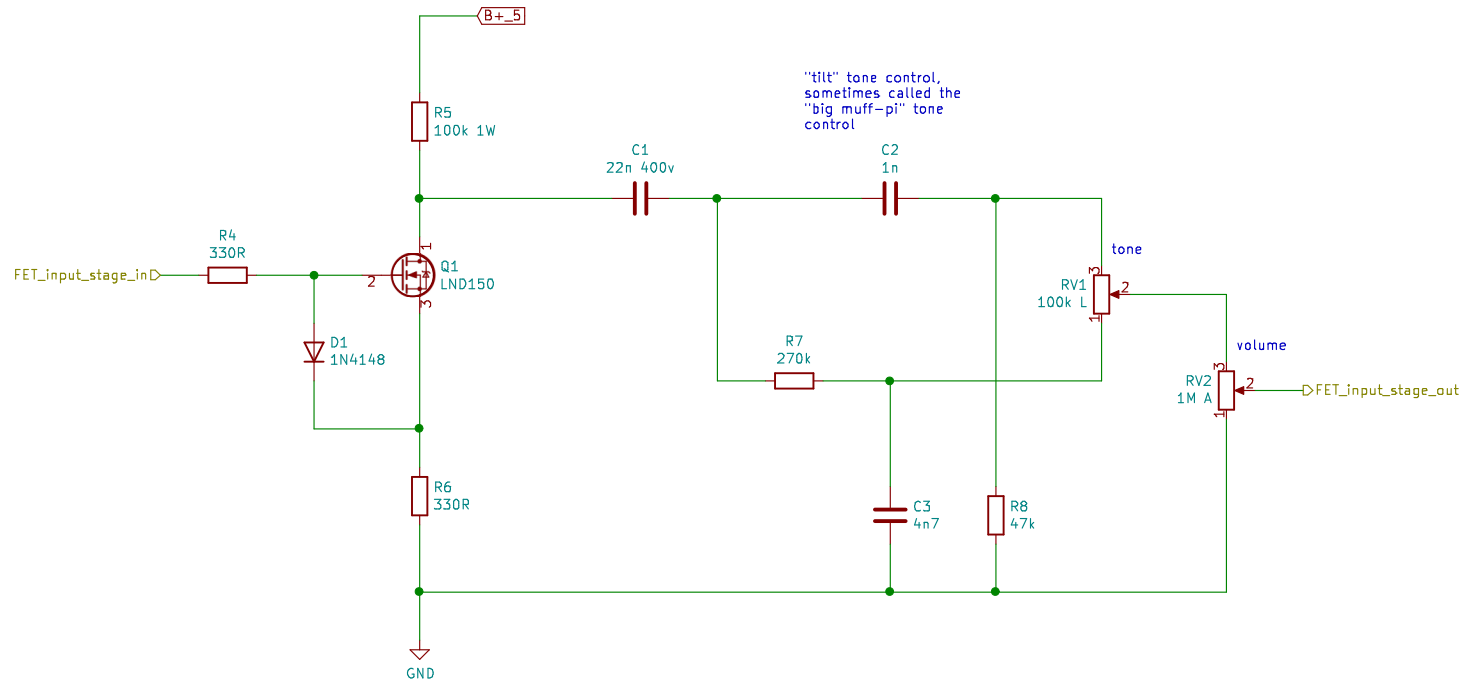 B+_5
"tilt" tone control,
sometimes called the
"big muff-pi" tone
control
R5
100k 1W
C1
22n 400v
C2
1n
R4
330R
1
tone
FET_input_stage_in
2
Q1
LND150
3
3
RV1
100k L
2
1
D1
1N4148
R7
270k
volume
3
RV2
1M A
2
1
FET_input_stage_out
R6
330R
C3
4n7
R8
47k
GND